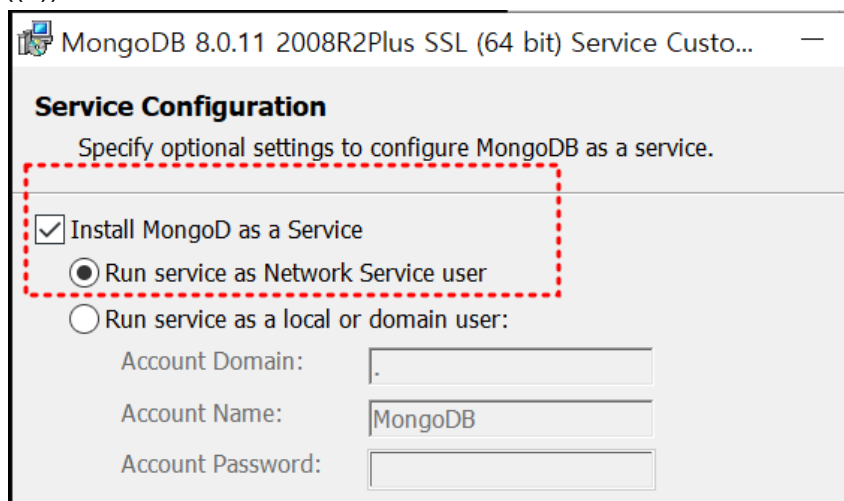 MongoDB 8.0.11 2008R2Plus SSL (64 bit) Service Custo...
Service Configuration
Specify optional settings to configure MongoDB as a service.
Install MongoD as a Service
Run service as Network Service user
Run service as a local or domain user:
Account Domain: .
Account Name: MongoDB
Account Password: